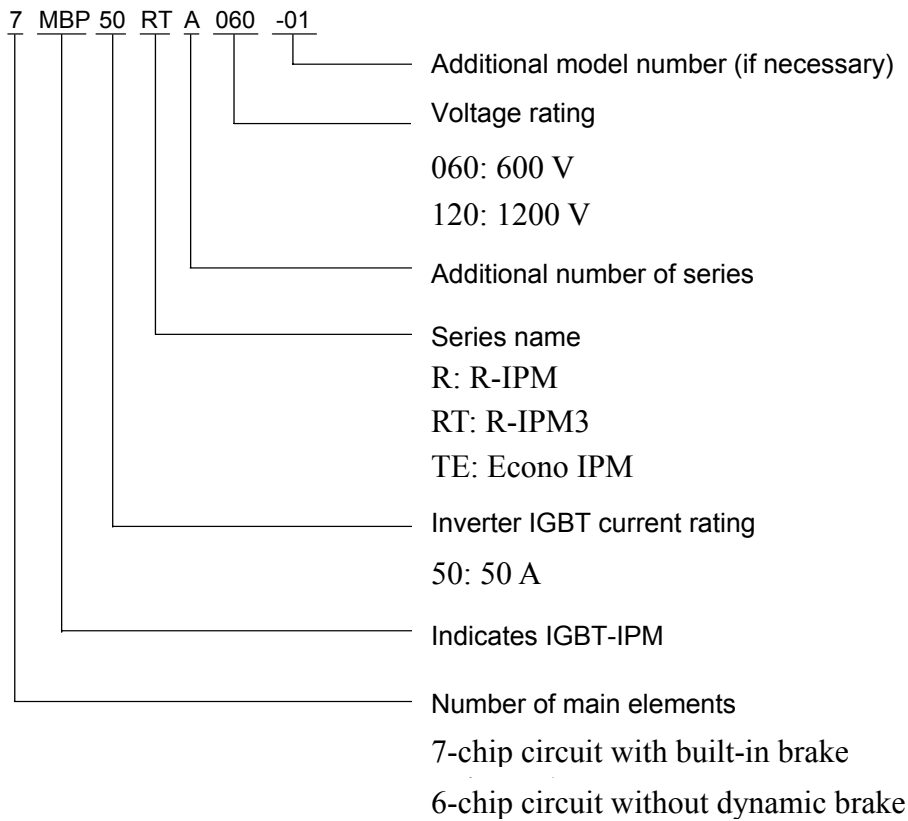 7 MBP 50 RT A 060 -01
Additional model number (if necessary)
Voltage rating
060: 600 V
120: 1200 V
Additional number of series
Series name
R: R-IPM
RT: R-IPM3
TE: Econo IPM
Inverter IGBT current rating
50: 50 A
Indicates IGBT-IPM
Number of main elements
7-chip circuit with built-in brake
6-chip circuit without dynamic brake